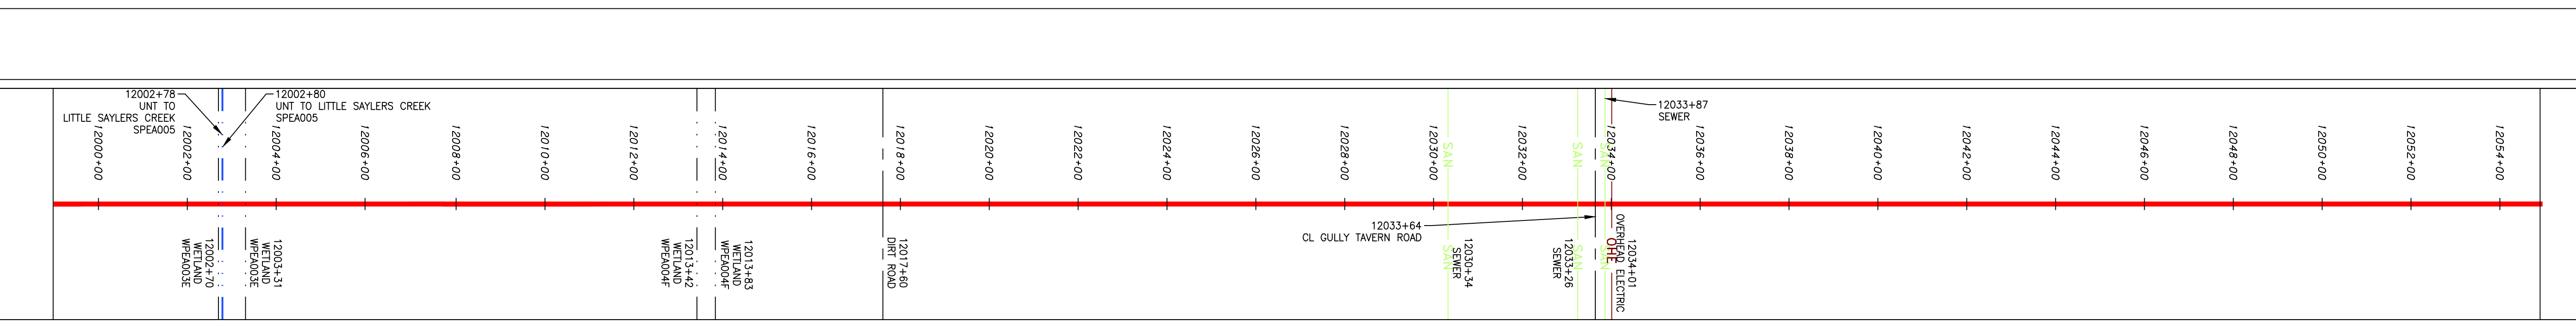 12002+78
UNT TO
LITTLE SAYLERS CREEK
SPEA005
12002+80
UNT TO LITTLE SAYLERS CREEK
SPEA005
12033+87
SEWER
12000+00
12002+00
12004+00
12006+00
12008+00
12010+00
12012+00
12014+00
12016+00
12018+00
12020+00
12022+00
12024+00
12026+00
12028+00
12030+00
12032+00
12034+00
12036+00
12038+00
12040+00
12042+00
12044+00
12046+00
12048+00
12050+00
12052+00
12054+00
SAN
SAN
SAN
12002+70
WETLAND
WPEA003E
12003+31
WETLAND
WPEA003E
12013+42
WETLAND
WPEA004F
12013+83
WETLAND
WPEA004F
12017+60
DIRT ROAD
12033+64
CL GULLY TAVERN ROAD
SAN
12030+34
SEWER
12033+26
SEWER
SAN
SAN
OHE
12034+01
OVERHEAD ELECTRIC